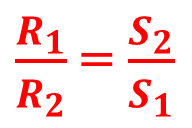 R₁/R₂ = S₂/S₁